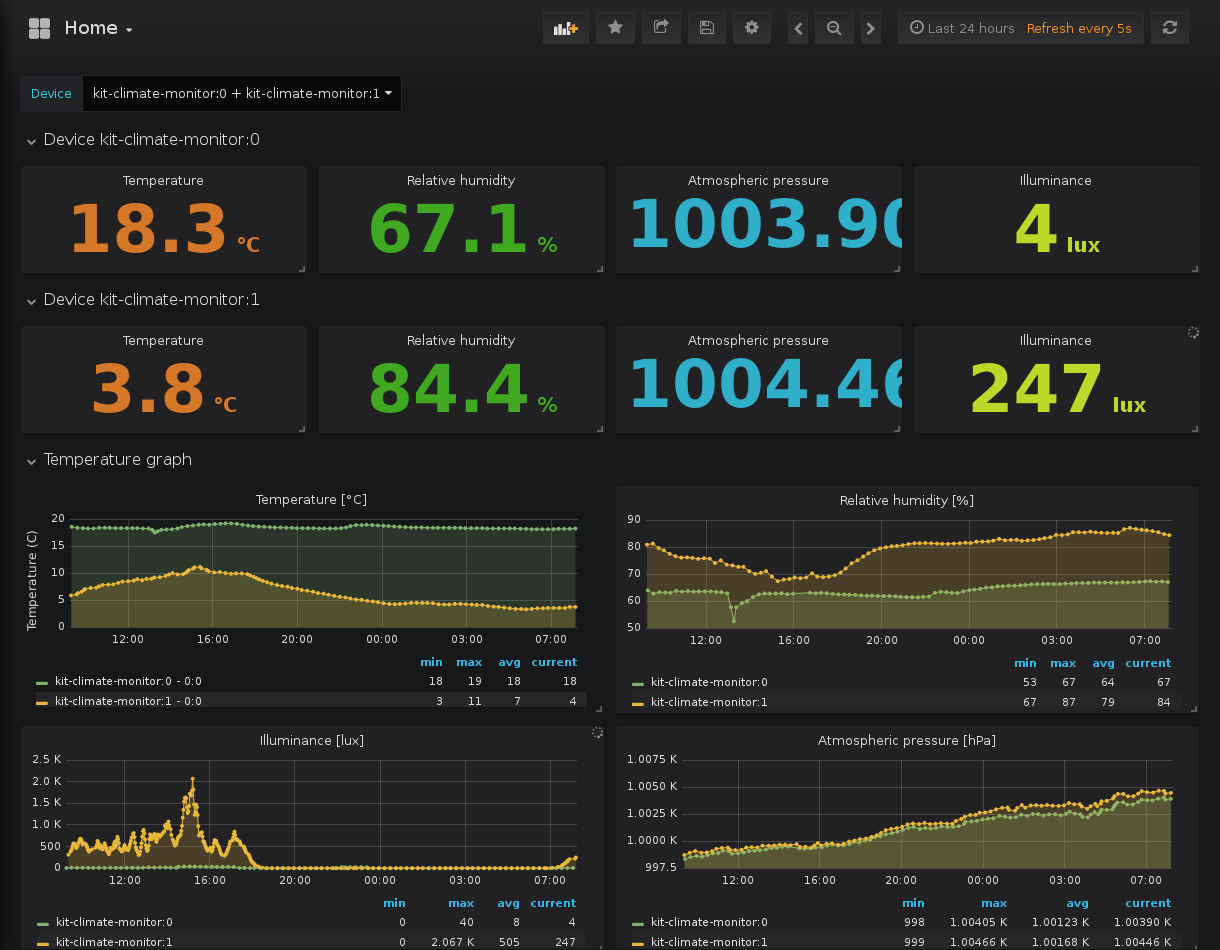 Home
Last 24 hours Refresh every 5s
Device kit-climate-monitor:0 + kit-climate-monitor:1
Device kit-climate-monitor:0
Temperature Relative humidity Atmospheric pressure Illuminance
18.3 °C 67.1 % 1003.90 4 lux
Device kit-climate-monitor:1
Temperature Relative humidity Atmospheric pressure Illuminance
3.8 °C 84.4 % 1004.46 247 lux
Temperature graph
Temperature [°C]
Temperature (C)
20
15
10
5
0
12:00 16:00 20:00 00:00 03:00 07:00
min max avg current
kit-climate-monitor:0 - 0:0 18 19 18 18
kit-climate-monitor:1 - 0:0 3 11 7 4
Relative humidity [%]
90
80
70
60
50
12:00 16:00 20:00 00:00 03:00 07:00
min max avg current
kit-climate-monitor:0 53 67 64 67
kit-climate-monitor:1 67 87 79 84
Illuminance [lux]
2.5 K
2.0 K
1.5 K
1.0 K
500
0
12:00 16:00 20:00 00:00 03:00 07:00
min max avg current
kit-climate-monitor:0 0 40 8 4
kit-climate-monitor:1 0 2.067 K 505 247
Atmospheric pressure [hPa]
1.0075 K
1.0050 K
1.0025 K
1.0000 K
997.5
12:00 16:00 20:00 00:00 03:00 07:00
min max avg current
kit-climate-monitor:0 998 1.00405 K 1.00123 K 1.00390 K
kit-climate-monitor:1 999 1.00466 K 1.00168 K 1.00446 K